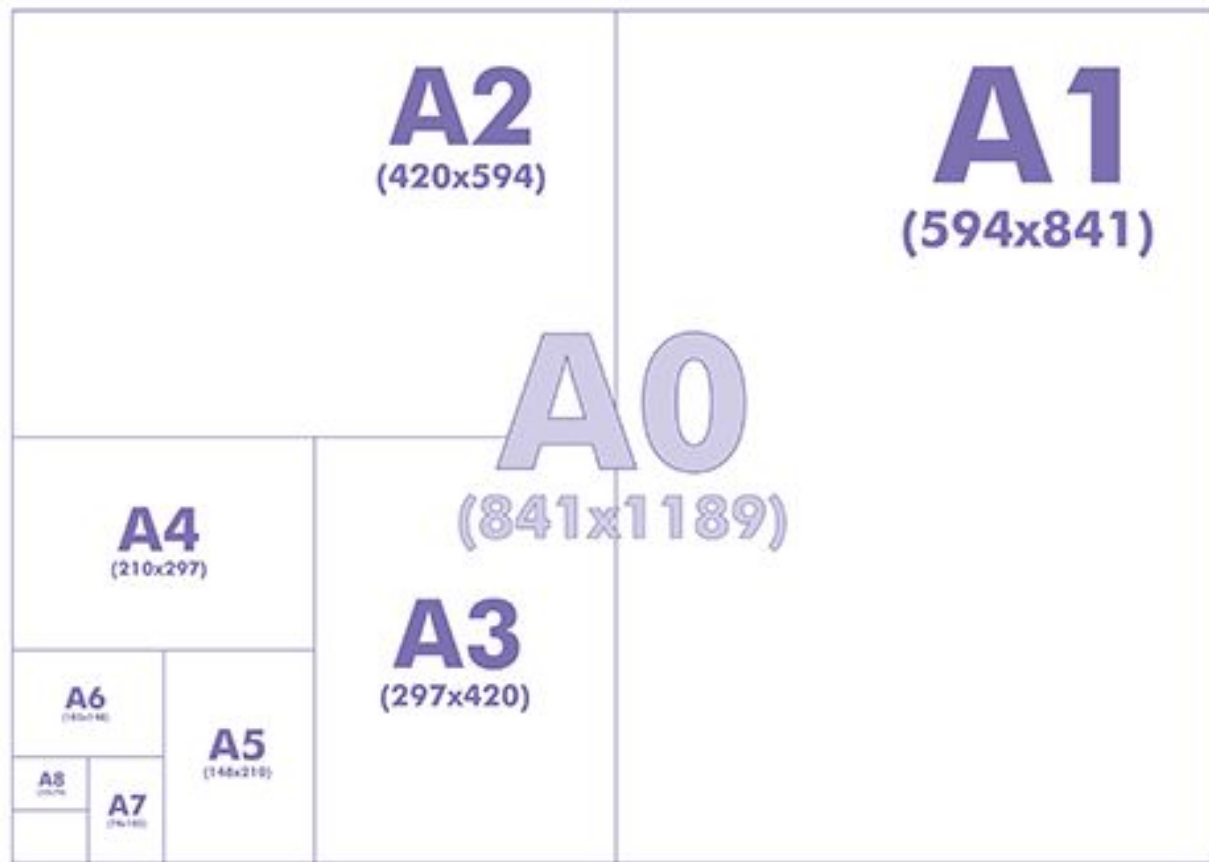 A2
(420x594)
A1
(594x841)
A0
(841x1189)
A4
(210x297)
A3
(297x420)
A6
A5
(148x210)
A8
A7